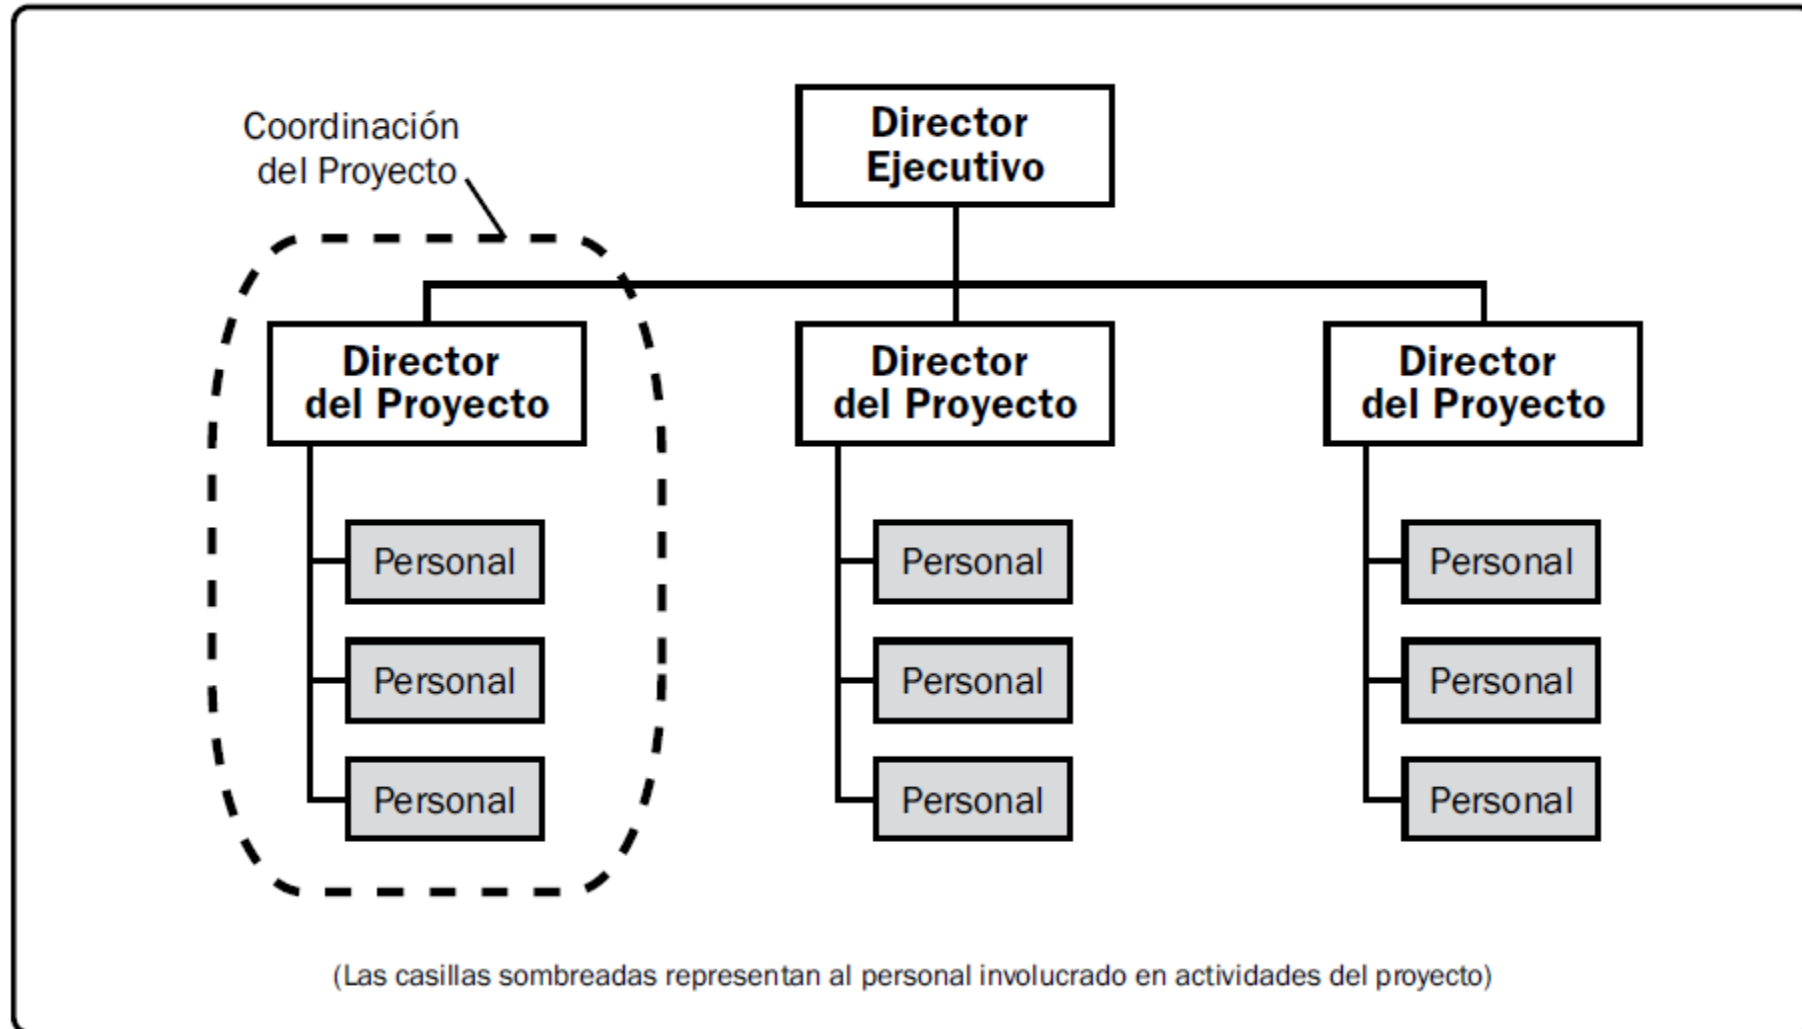 Coordinación
del Proyecto
Director
Ejecutivo
Director
del Proyecto
Director
del Proyecto
Director
del Proyecto
Personal
Personal
Personal
Personal
Personal
Personal
Personal
Personal
Personal
(Las casillas sombreadas representan al personal involucrado en actividades del proyecto)